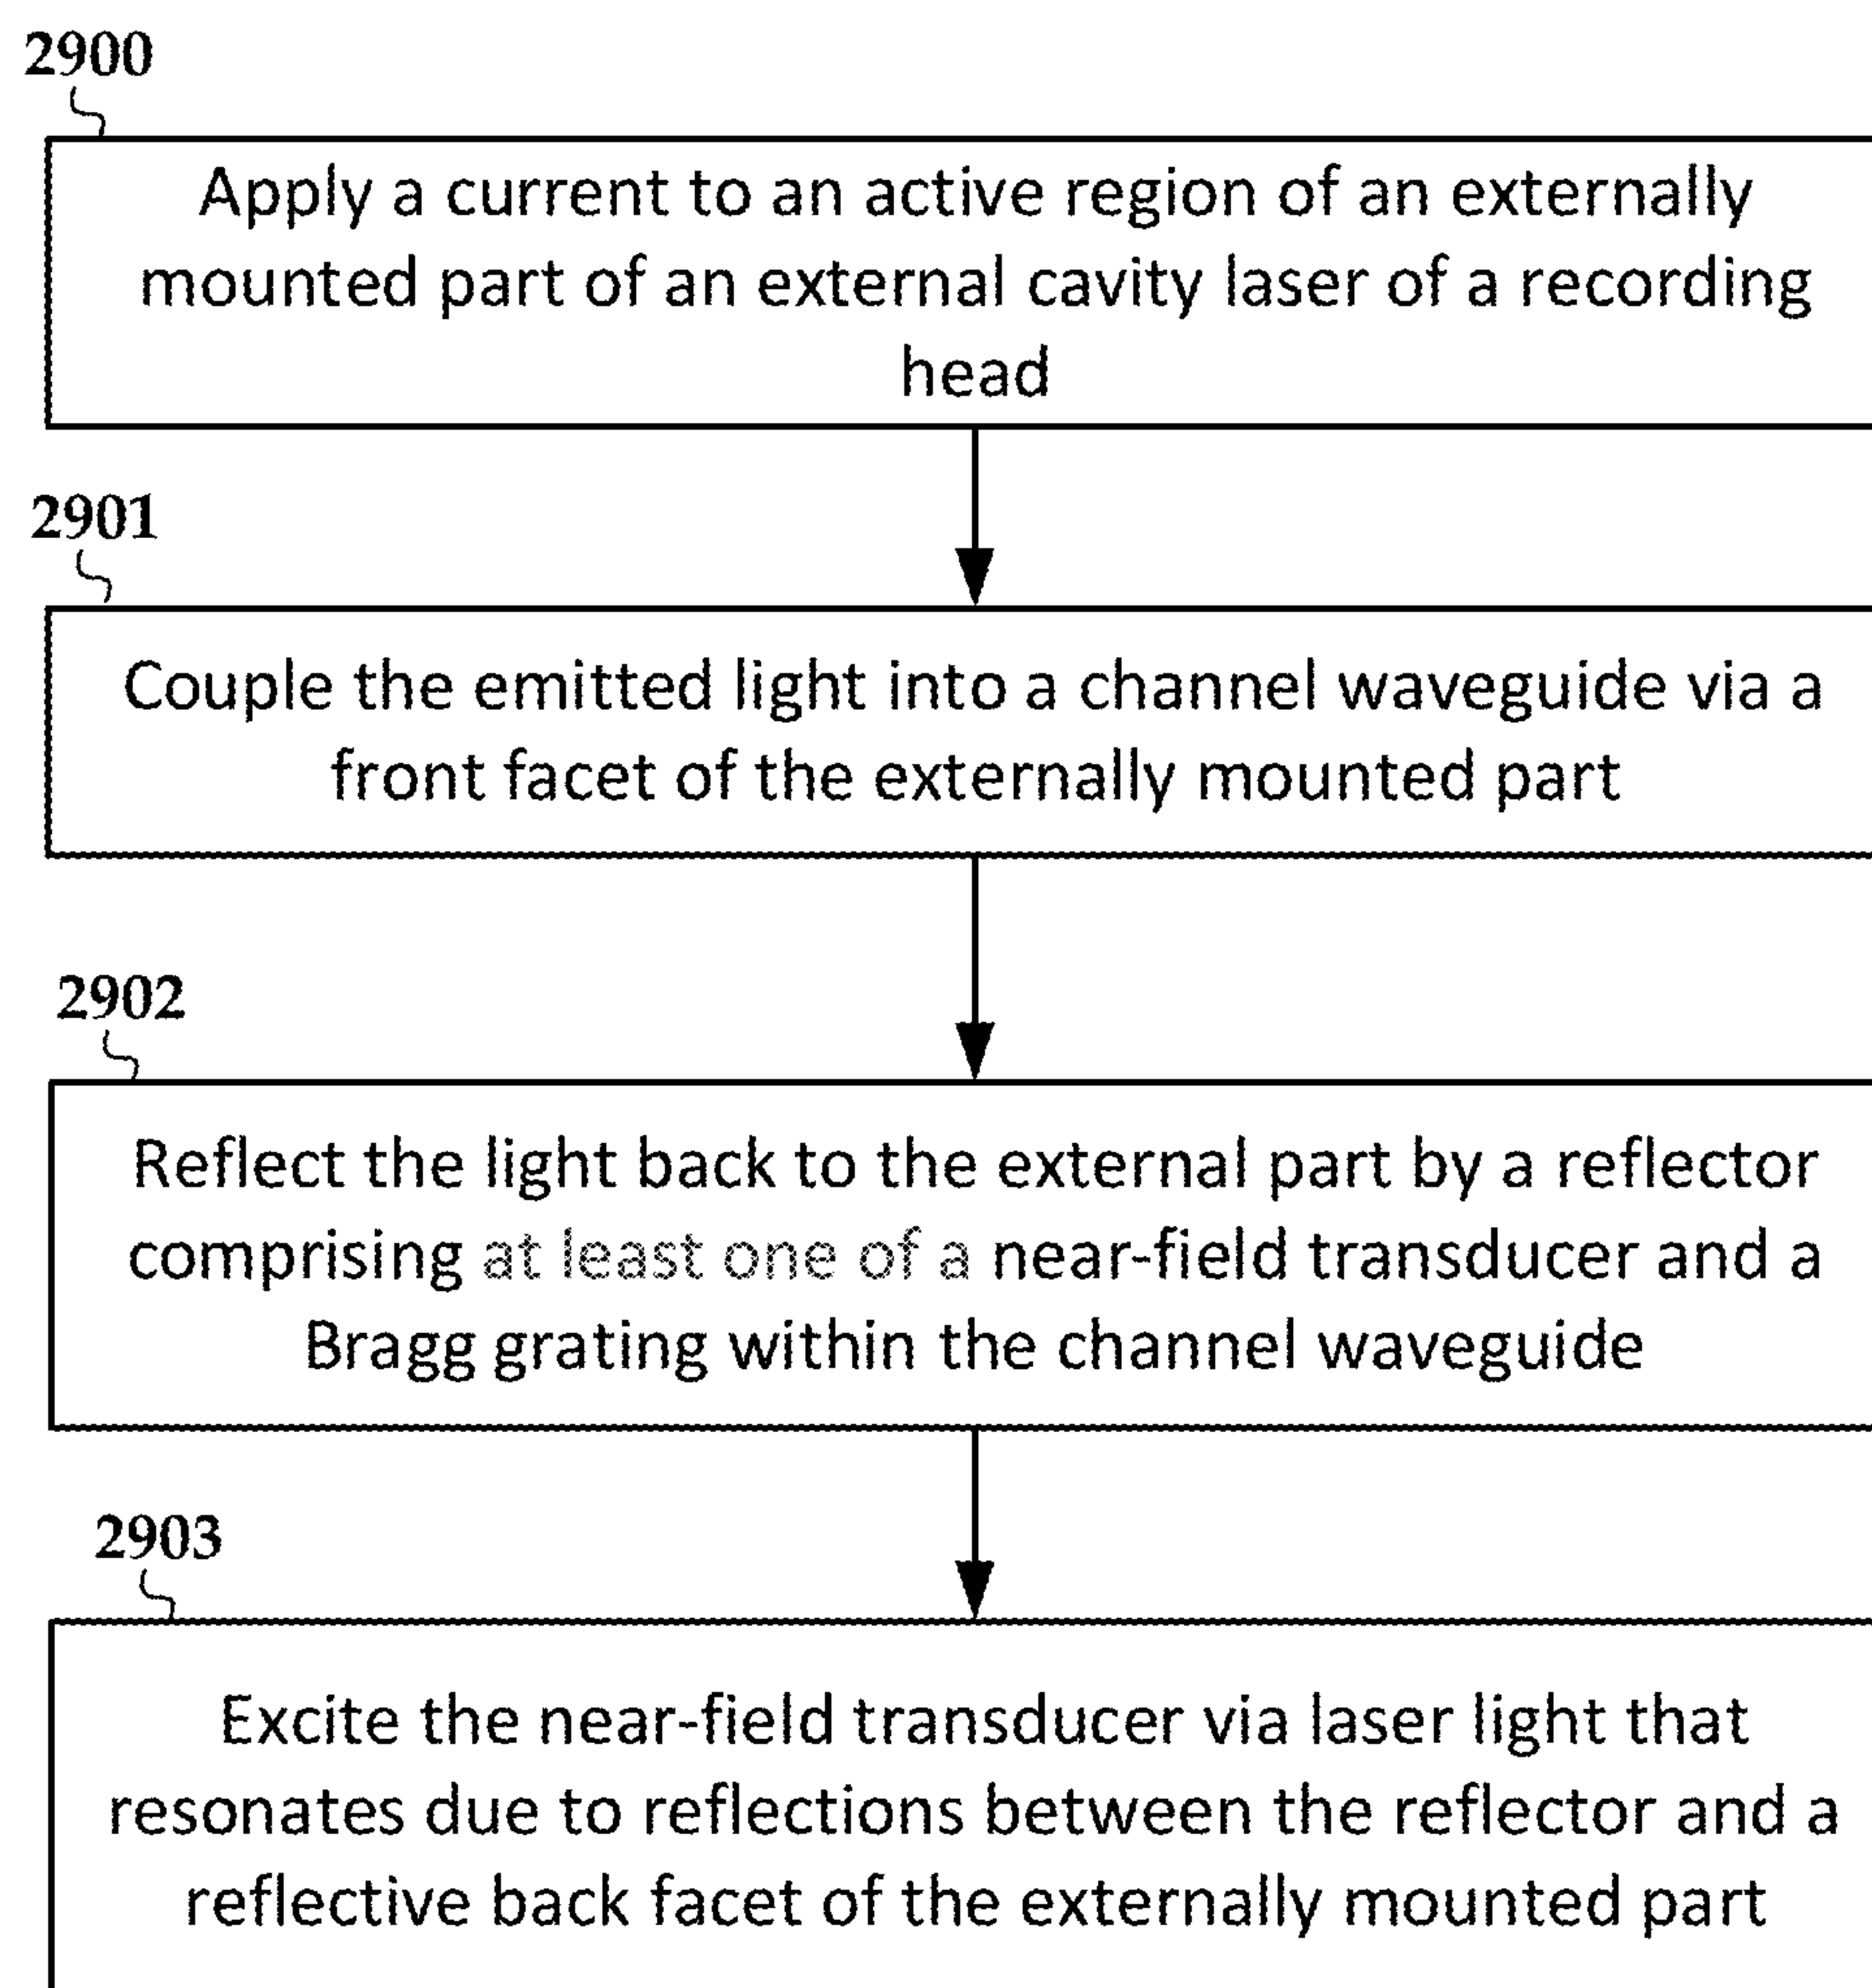 2900
Apply a current to an active region of an externally
mounted part of an external cavity laser of a recording
head
2901
Couple the emitted light into a channel waveguide via a
front facet of the externally mounted part
2902
Reflect the light back to the external part by a reflector
comprising at least one of a near-field transducer and a
Bragg grating within the channel waveguide
2903
Excite the near-field transducer via laser light that
resonates due to reflections between the reflector and a
reflective back facet of the externally mounted part